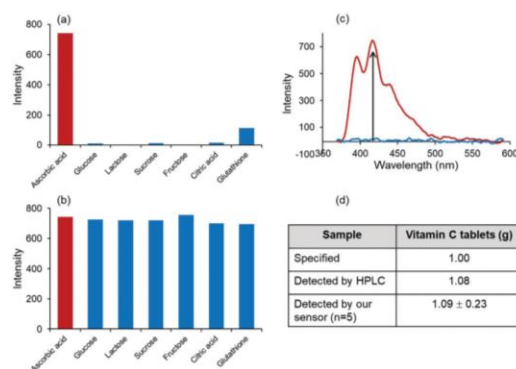 (a)
800
600
400
200
0
Intensity
Ascorbic acid
Glucose
Lactose
Sucrose
Fructose
Citric acid
Glutathione
(b)
800
600
400
200
0
Intensity
Ascorbic acid
Glucose
Lactose
Sucrose
Fructose
Citric acid
Glutathione
(c)
700
500
300
100
-100
Intensity
350 400 450 500 550 600
Wavelength (nm)
(d)
Sample Vitamin C tablets (g)
Specified 1.00
Detected by HPLC 1.08
Detected by our 1.09 ± 0.23
sensor (n=5)